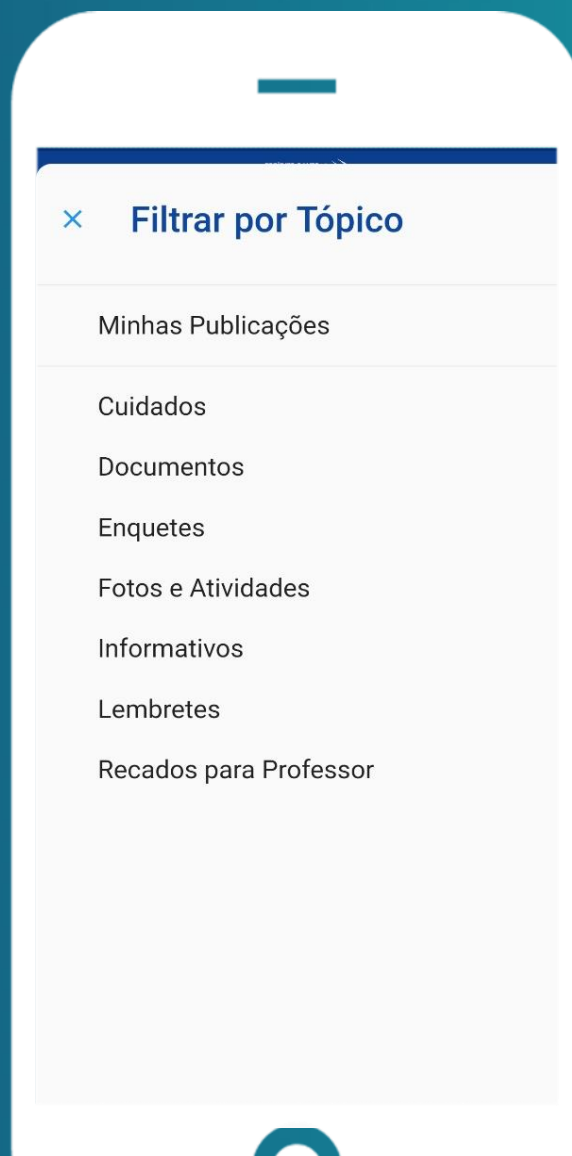 Filtrar por Tópico
Minhas Publicações
Cuidados
Documentos
Enquetes
Fotos e Atividades
Informativos
Lembretes
Recados para Professor